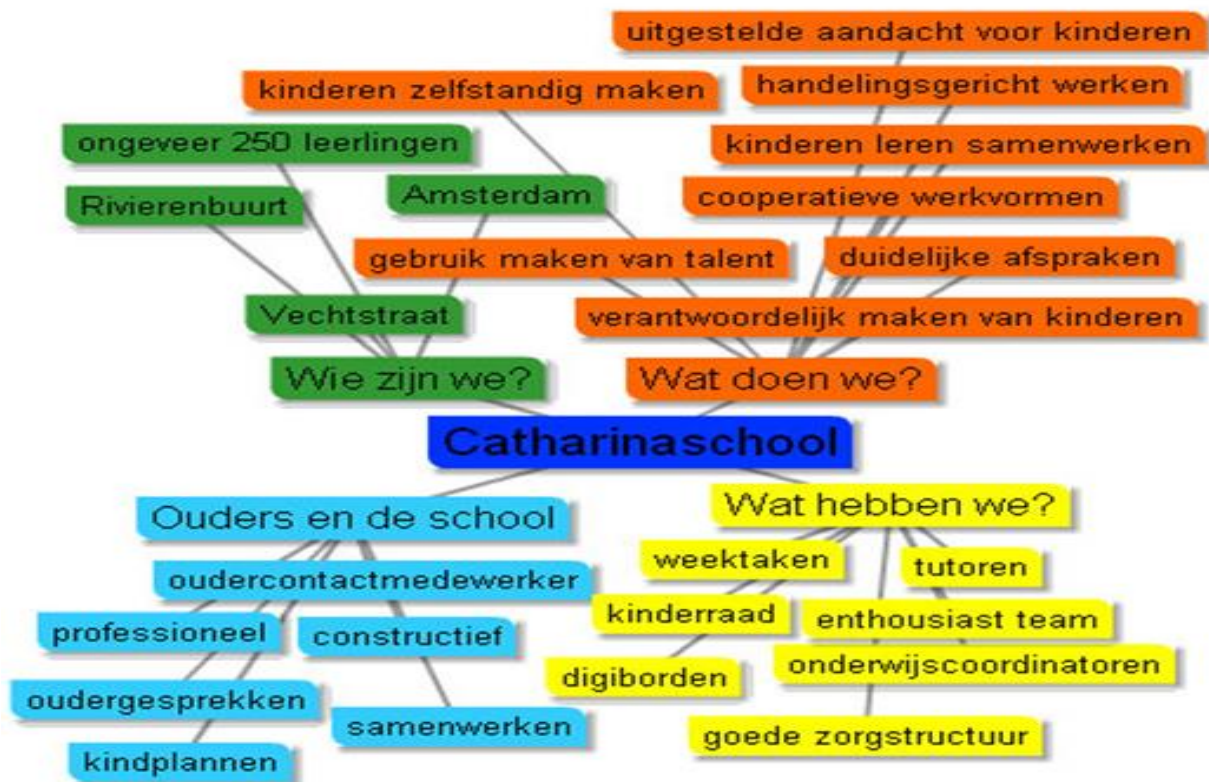 uitgestelde aandacht voor kinderen
kinderen zelfstandig maken
handelingsgericht werken
ongeveer 250 leerlingen
kinderen leren samenwerken
Rivierenbuurt
Amsterdam
cooperatieve werkvormen
gebruik maken van talent
duidelijke afspraken
Vechtstraat
verantwoordelijk maken van kinderen
Wie zijn we?
Wat doen we?
Catharinaschool
Ouders en de school
Wat hebben we?
oudercontactmedewerker
weektaken
tutoren
professioneel
constructief
kinderraad
enthousiast team
oudergesprekken
samenwerken
digiborden
onderwijscoordinatoren
kindplannen
goede zorgstructuur